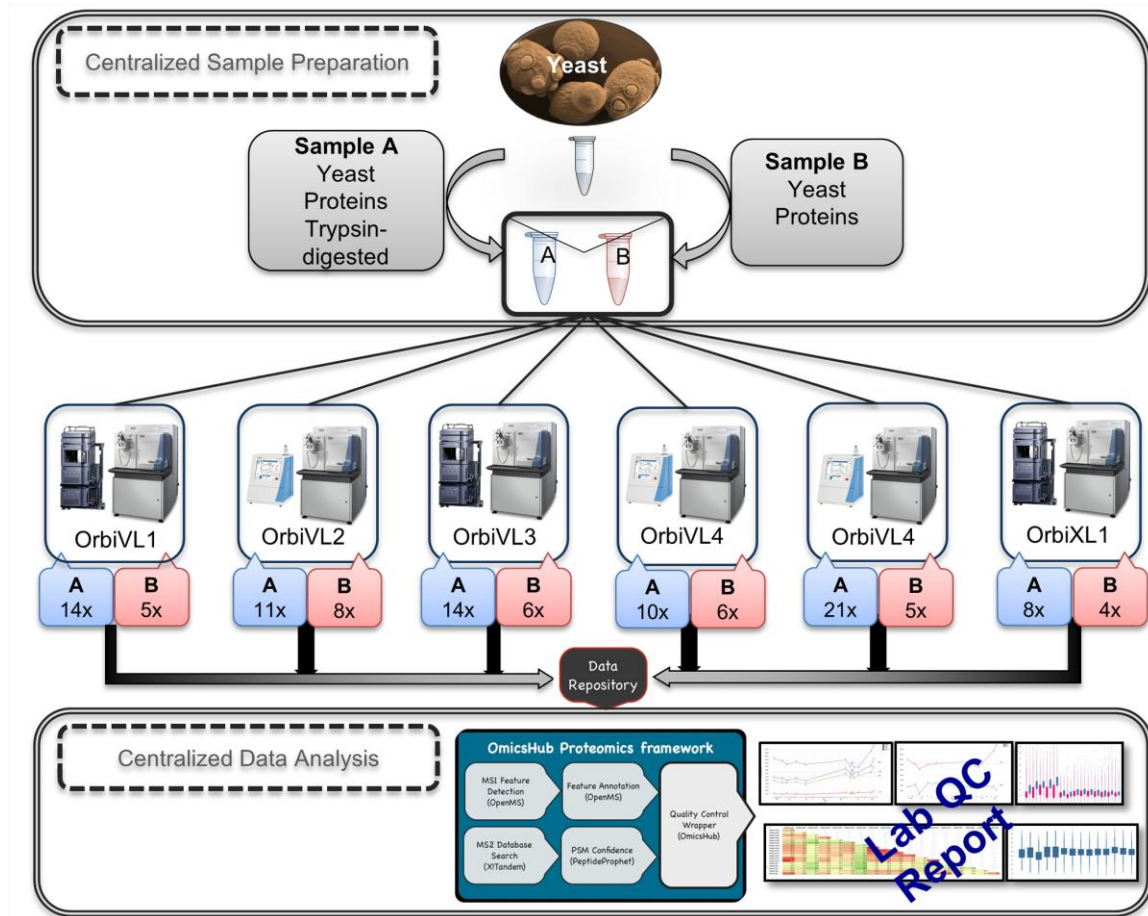 Centralized Sample Preparation
Yeast
Sample A
Yeast
Proteins
Trypsin-
digested
Sample B
Yeast
Proteins
A
B
OrbiVL1
OrbiVL2
OrbiVL3
OrbiVL4
OrbiVL4
OrbiXL1
A
14x
B
5x
A
11x
B
8x
A
14x
B
6x
A
10x
B
6x
A
21x
B
5x
A
8x
B
4x
Data
Repository
Centralized Data Analysis
OmicsHub Proteomics framework
MS1 Feature
Detection
(OpenMS)
Feature Annotation
(OpenMS)
MS2 Database
Search
(X!Tandem)
PSM Confidence
(PeptideProphet)
Quality Control
Wrapper
(OmicsHub)
Lab QC
Report